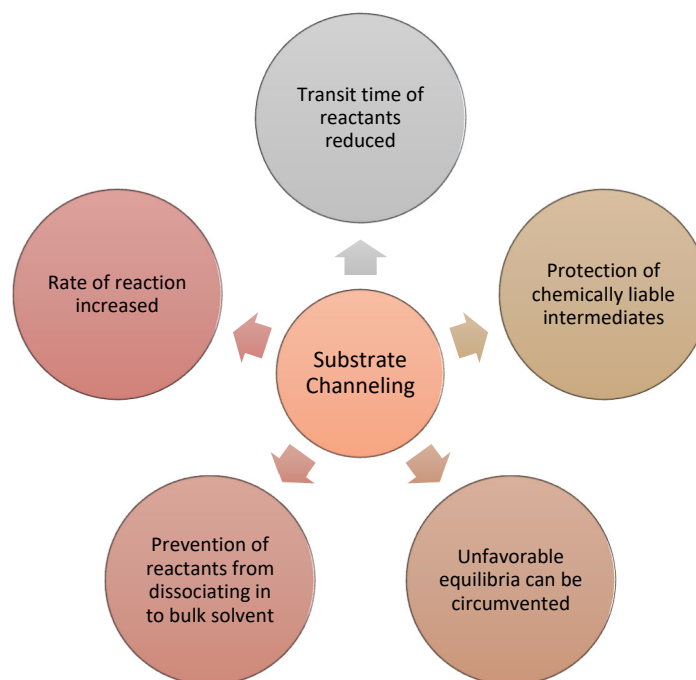 Transit time of
reactants
reduced
Rate of reaction
increased
Protection of
chemically liable
intermediates
Substrate
Channeling
Prevention of
reactants from
dissociating in
to bulk solvent
Unfavorable
equilibria can be
circumvented